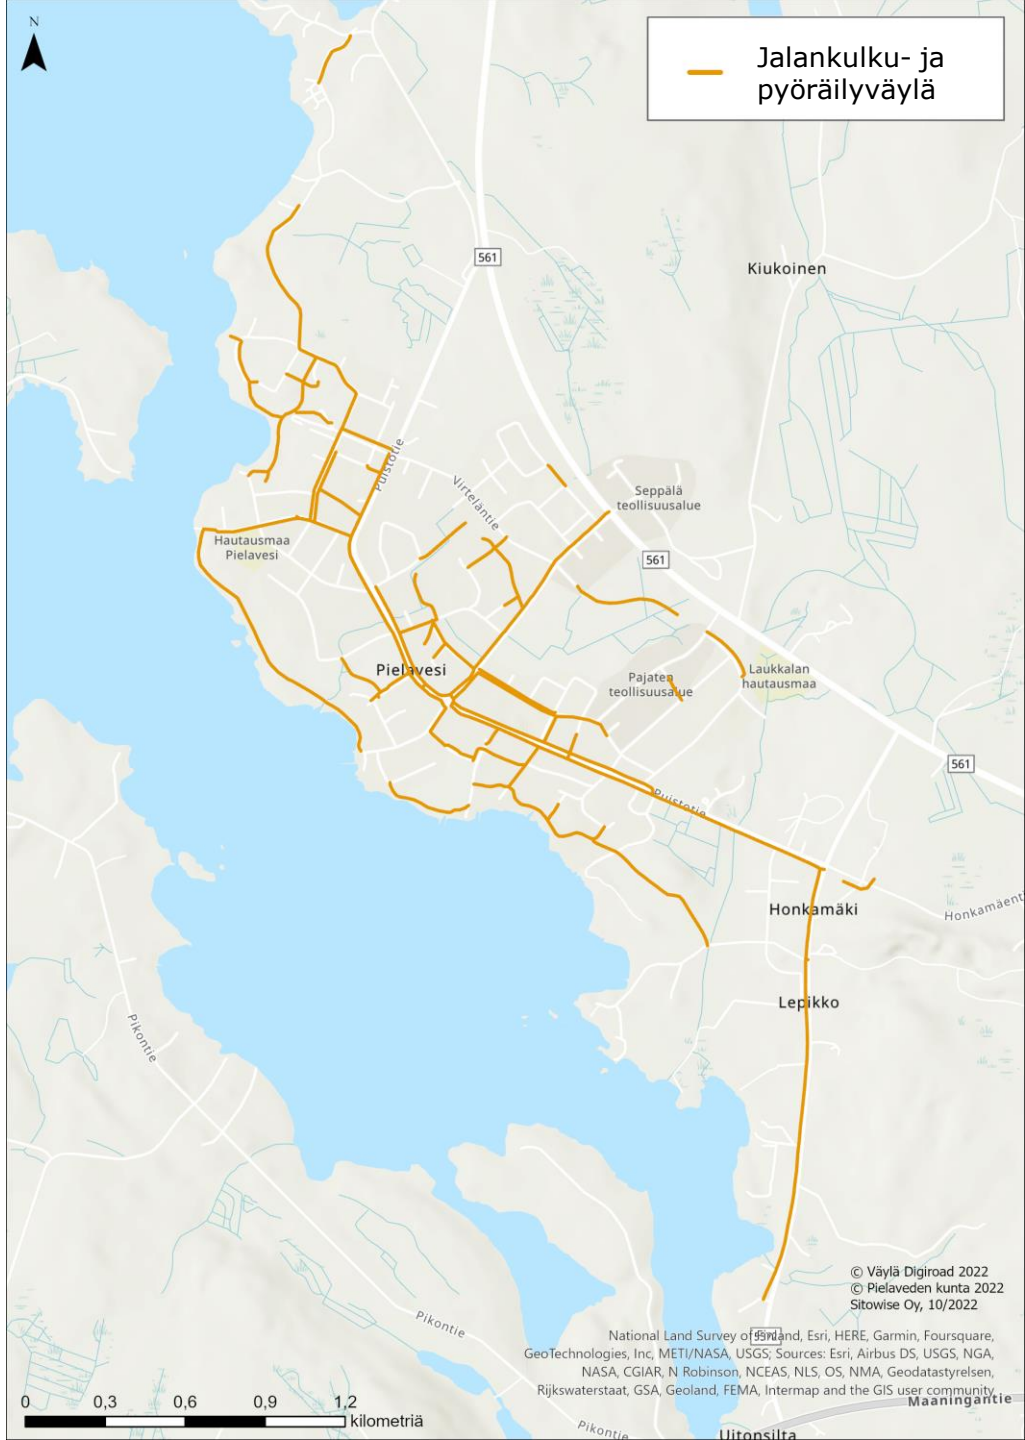 N
Jalankulku- ja
pyöräilyväylä
561
Kiukoinen
Puistotie
Virteläntie
Seppälä
teollisuusalue
Hautausmaa
Pielavesi
561
Pielavesi
Pajaten
teollisuusalue
Laukkalan
hautausmaa
561
Puistotie
Honkamäki
Honkamäenti
Lepikko
Pikontie
© Väylä Digiroad 2022
© Pielaveden kunta 2022
Sitowise Oy, 10/2022
Pikontie
National Land Survey of Finland, Esri, HERE, Garmin, Foursquare,
GeoTechnologies, Inc, METI/NASA, USGS; Sources: Esri, Airbus DS, USGS, NGA,
NASA, CGIAR, N Robinson, NCEAS, NLS, OS, NMA, Geodatastyrelsen,
Rijkswaterstaat, GSA, Geoland, FEMA, Intermap and the GIS user community
Maaningantie
0 0,3 0,6 0,9 1,2
kilometriä
Pikontie
Uitonsilta